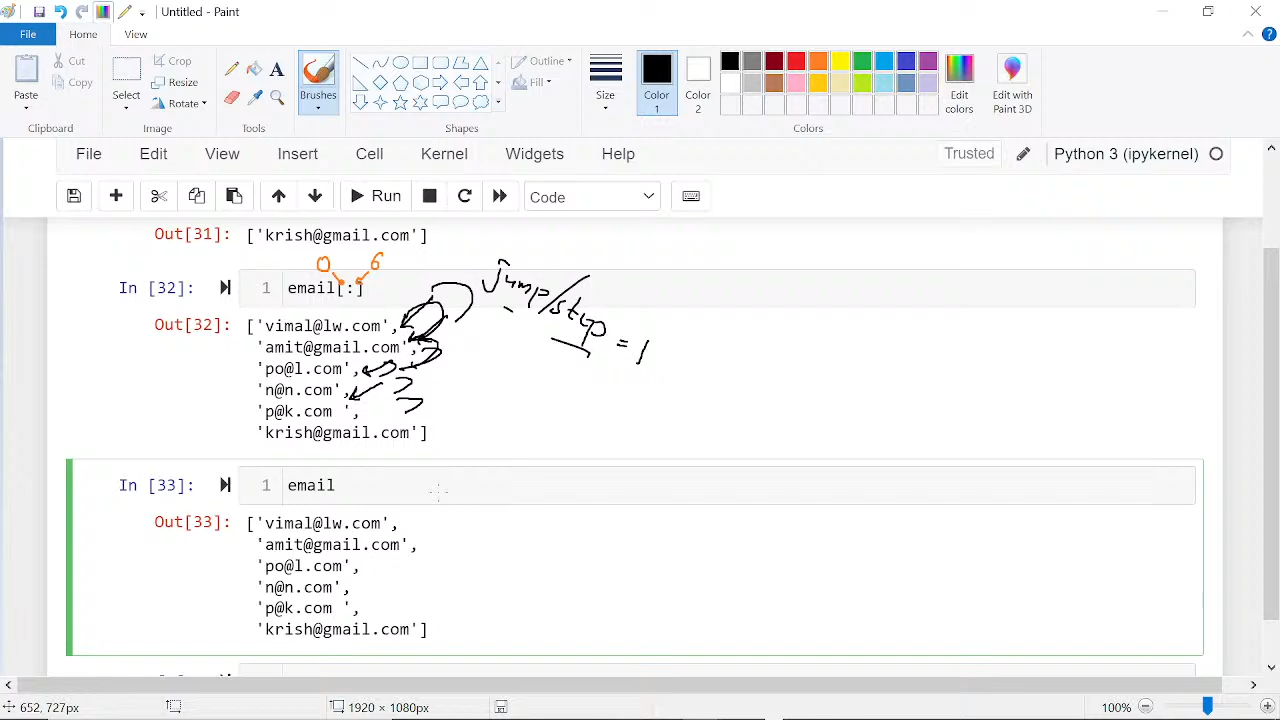 Untitled - Paint
File Home View
Paste Cut Copy Select Crop Rotate Brushes Outline Fill Size Color 1 Color 2 Edit colors Edit with Paint 3D
Clipboard Image Tools Shapes Colors
File Edit View Insert Cell Kernel Widgets Help Trusted Python 3 (ipykernel)
Run Code
Out[31]: ['krish@gmail.com']
0 6
In [32]: 1 email[:]
Jump/step = 1
Out[32]: ['vimal@lw.com',
'amit@gmail.com',
'po@l.com',
'n@n.com',
'p@k.com ',
'krish@gmail.com']
In [33]: 1 email
Out[33]: ['vimal@lw.com',
'amit@gmail.com',
'po@l.com',
'n@n.com',
'p@k.com ',
'krish@gmail.com']
652, 727px 1920 × 1080px 100%